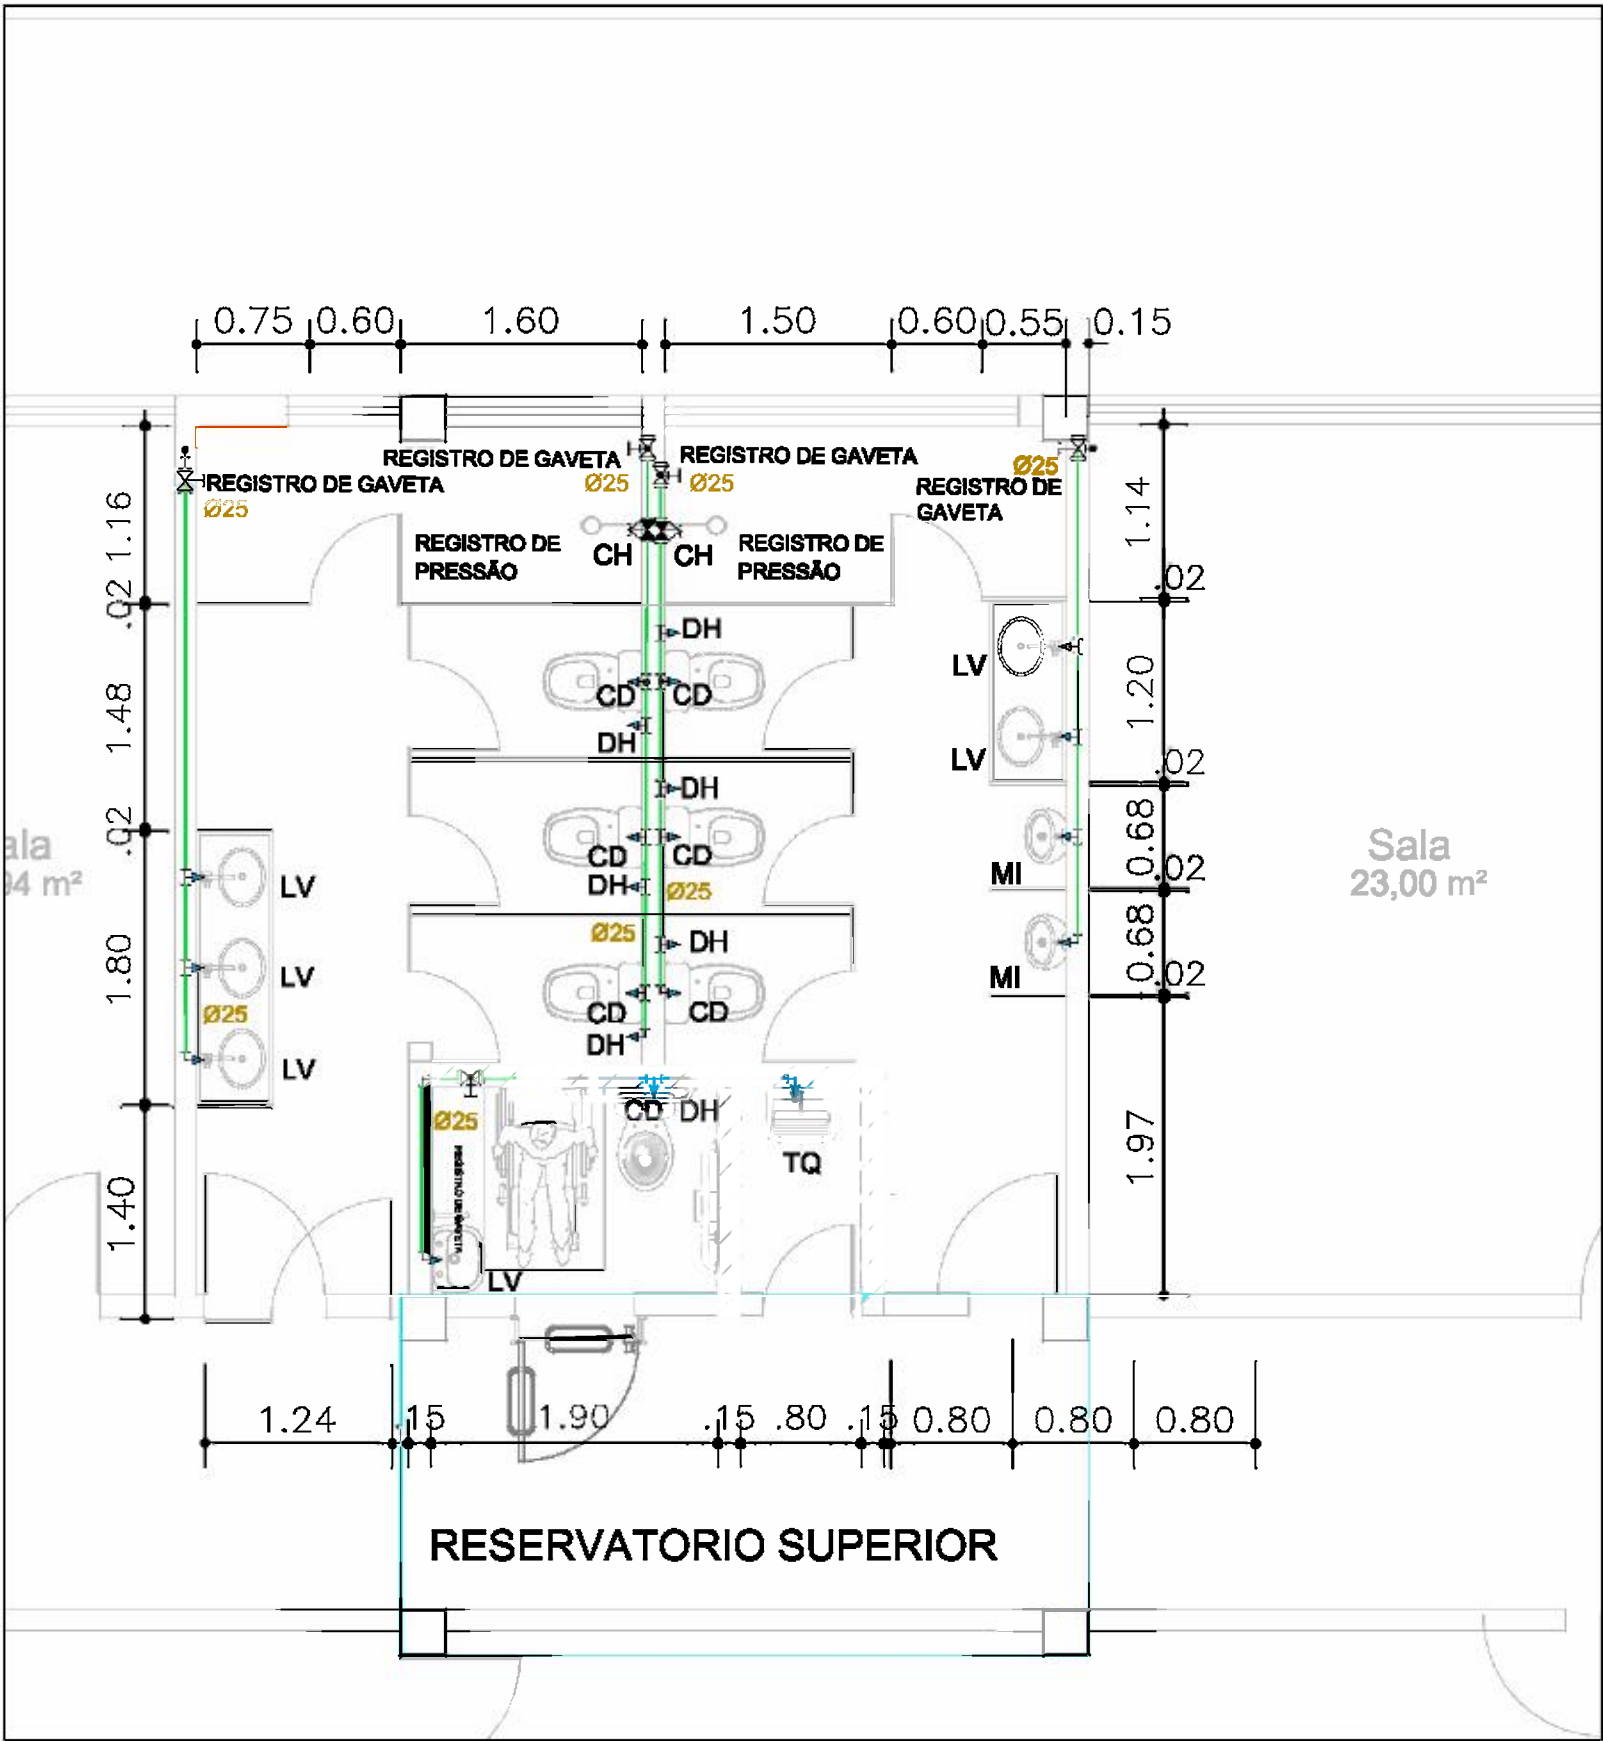 0.75 0.60 1.60 1.50 0.60 0.55 0.15
REGISTRO DE GAVETA
Ø25
REGISTRO DE GAVETA
Ø25
REGISTRO DE GAVETA
Ø25
Ø25
REGISTRO DE
GAVETA
REGISTRO DE
PRESSÃO
CH
CH
REGISTRO DE
PRESSÃO
1.16
.02
1.48
.02
1.80
1.40
1.14
.02
1.20
.02
0.68
.02
0.68
.02
1.97
DH
CD CD
DH
DH
CD CD
DH
Ø25
Ø25
DH
CD CD
DH
LV
LV
MI
MI
LV
LV
Ø25
LV
ala
94 m²
Sala
23,00 m²
Ø25
REGISTRO DE GAVETA
CD DH
TQ
LV
1.24 .15 1.90 .15 .80 .15 0.80 0.80 0.80
RESERVATORIO SUPERIOR